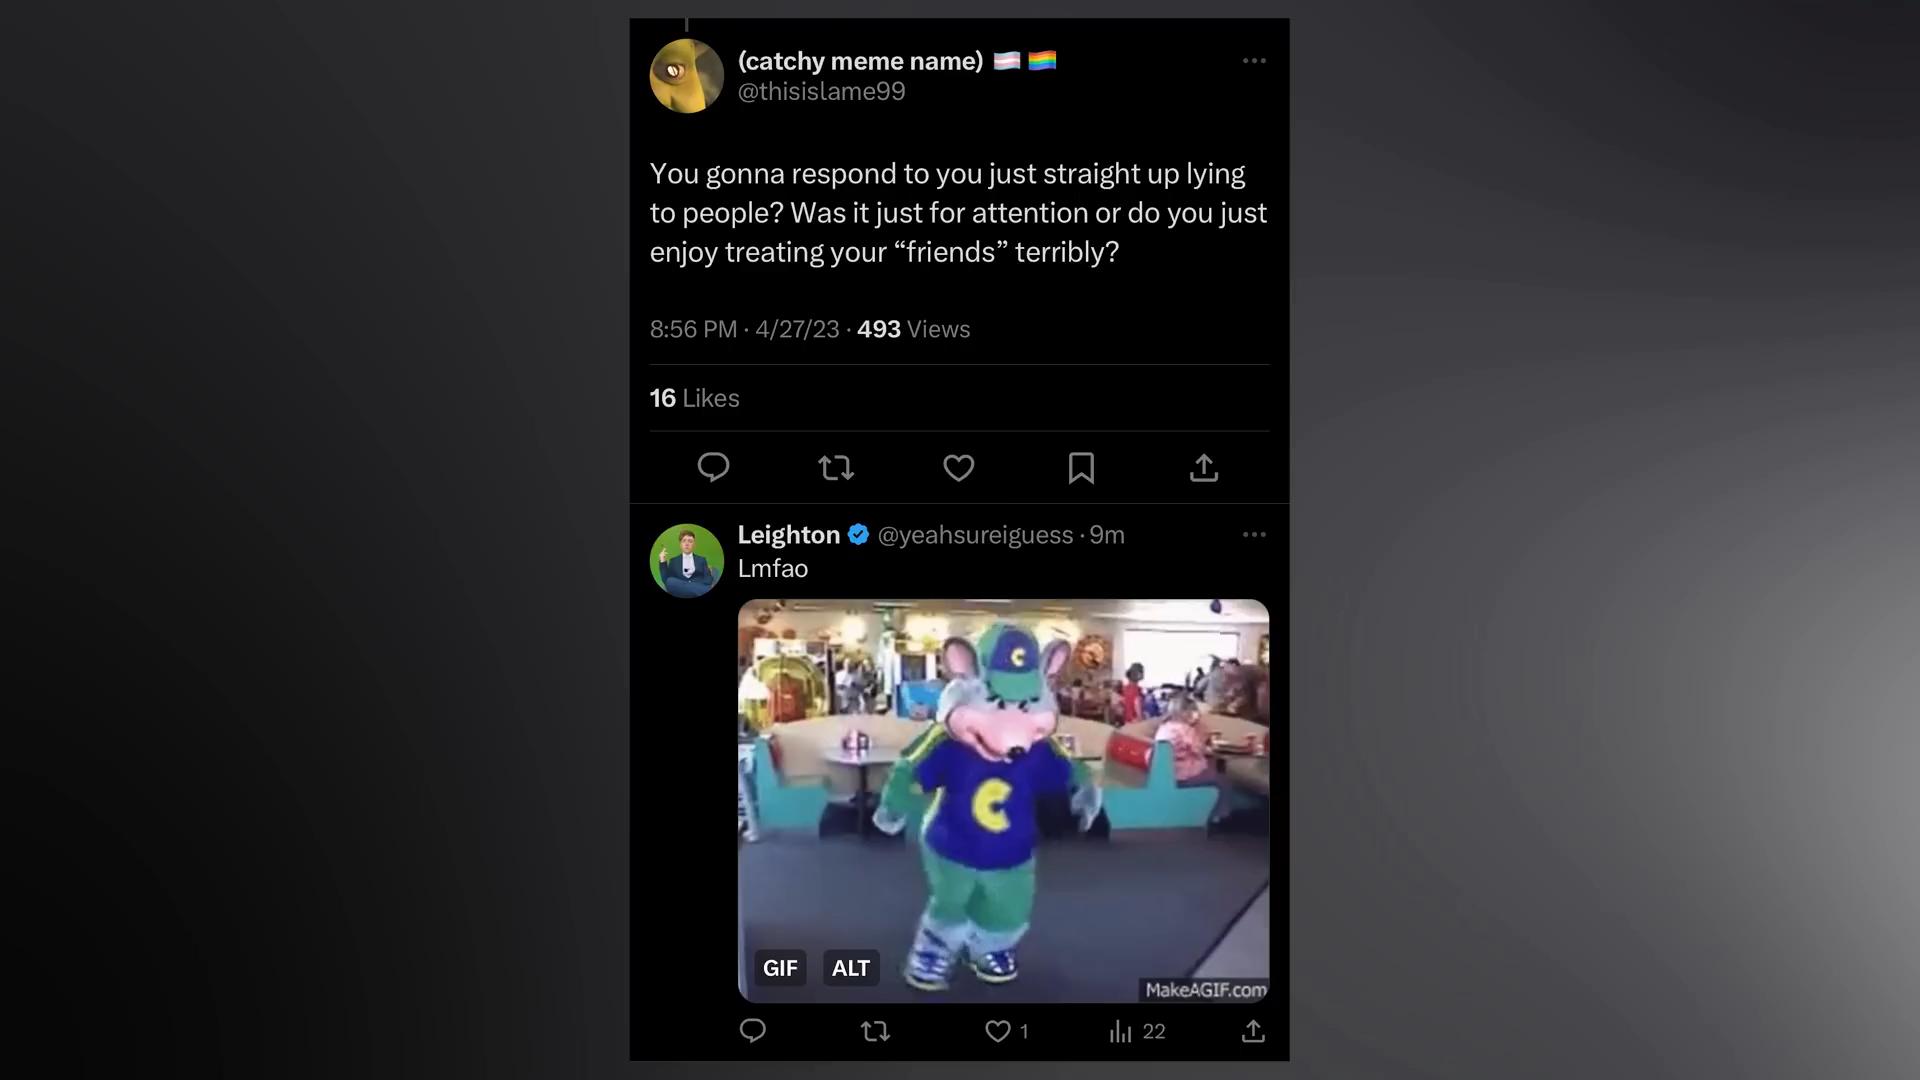 (catchy meme name) 🏳️‍⚧️ 🏳️‍🌈
@thisislame99
You gonna respond to you just straight up lying
to people? Was it just for attention or do you just
enjoy treating your “friends” terribly?
8:56 PM · 4/27/23 · 493 Views
16 Likes
Leighton @yeahsureiguess · 9m
Lmfao
C
C
GIF ALT
MakeAGIF.com
1 22